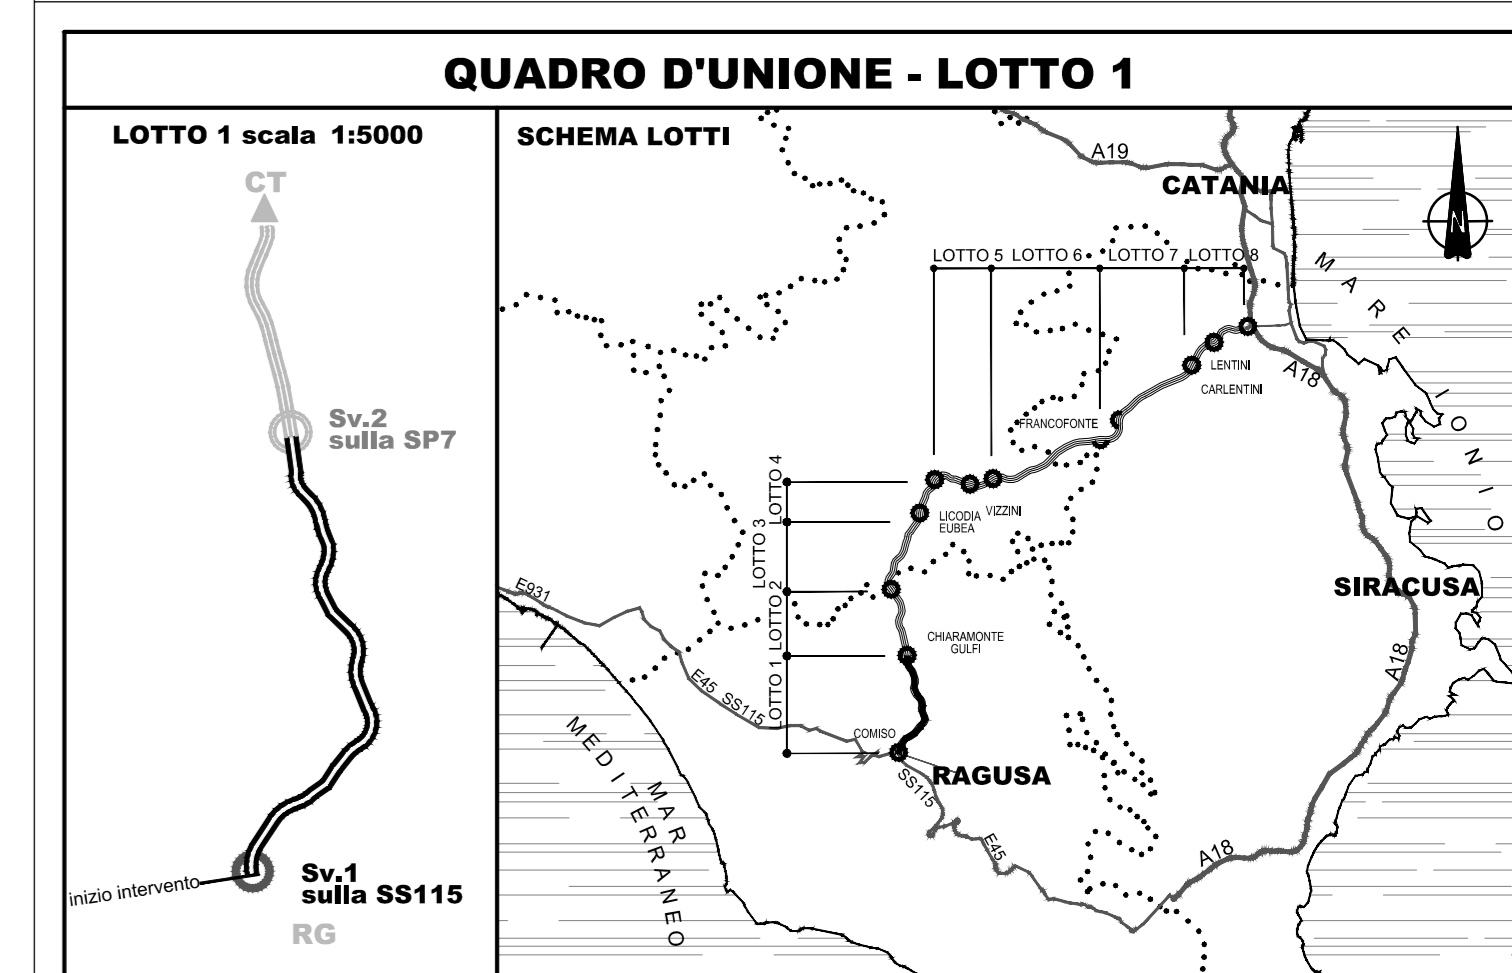 QUADRO D'UNIONE - LOTTO 1
LOTTO 1 scala 1:5000
CT
Sv.2
sulla SP7
Sv.1
sulla SS115
inizio intervento
RG
SCHEMA LOTTI
A19
CATANIA
N
LOTTO 5
LOTTO 6
LOTTO 7
LOTTO 8
MARE IONIO
LENTINI
CARLENTINI
A18
FRANCOFONTE
LOTTO 4
LOTTO 3
LOTTO 2
LOTTO 1
LICODIA
EUBEA
VIZZINI
E931
SIRACUSA
CHIARAMONTE
GULFI
A18
E45 SS115
COMISO
RAGUSA
SS115
MAR
MEDITERRANEO
E45
A18